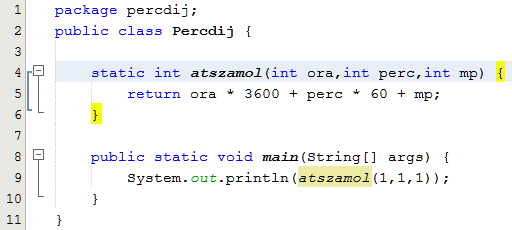 1 package percdij;
2 public class Percdij {
3
4 static int atszamol(int ora,int perc,int mp) {
5 return ora * 3600 + perc * 60 + mp;
6 }
7
8 public static void main(String[] args) {
9 System.out.println(atszamol(1,1,1));
10 }
11 }